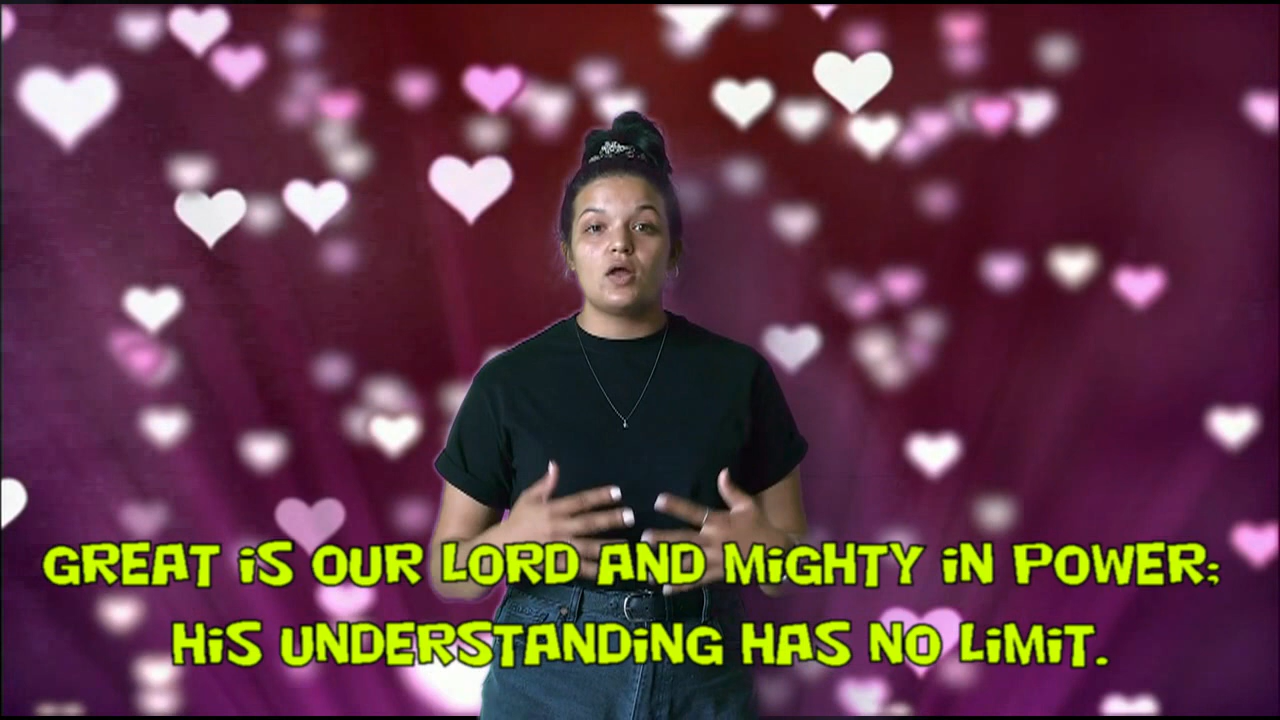 GREAT iS OUR LORD AND MiGHTY iN POWER;
HiS UNDERSTANDiNG HAS NO LiMiT.